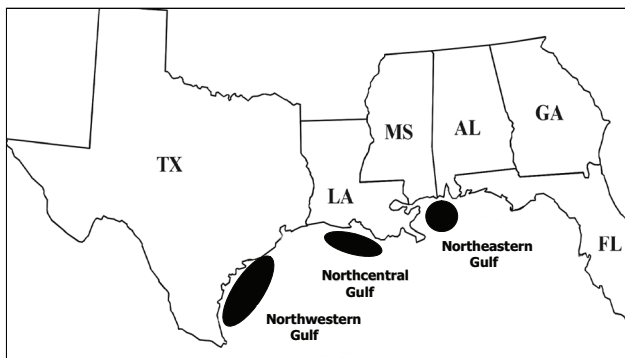 TX
LA
MS
AL
GA
FL
Northeastern
Gulf
Northcentral
Gulf
Northwestern
Gulf